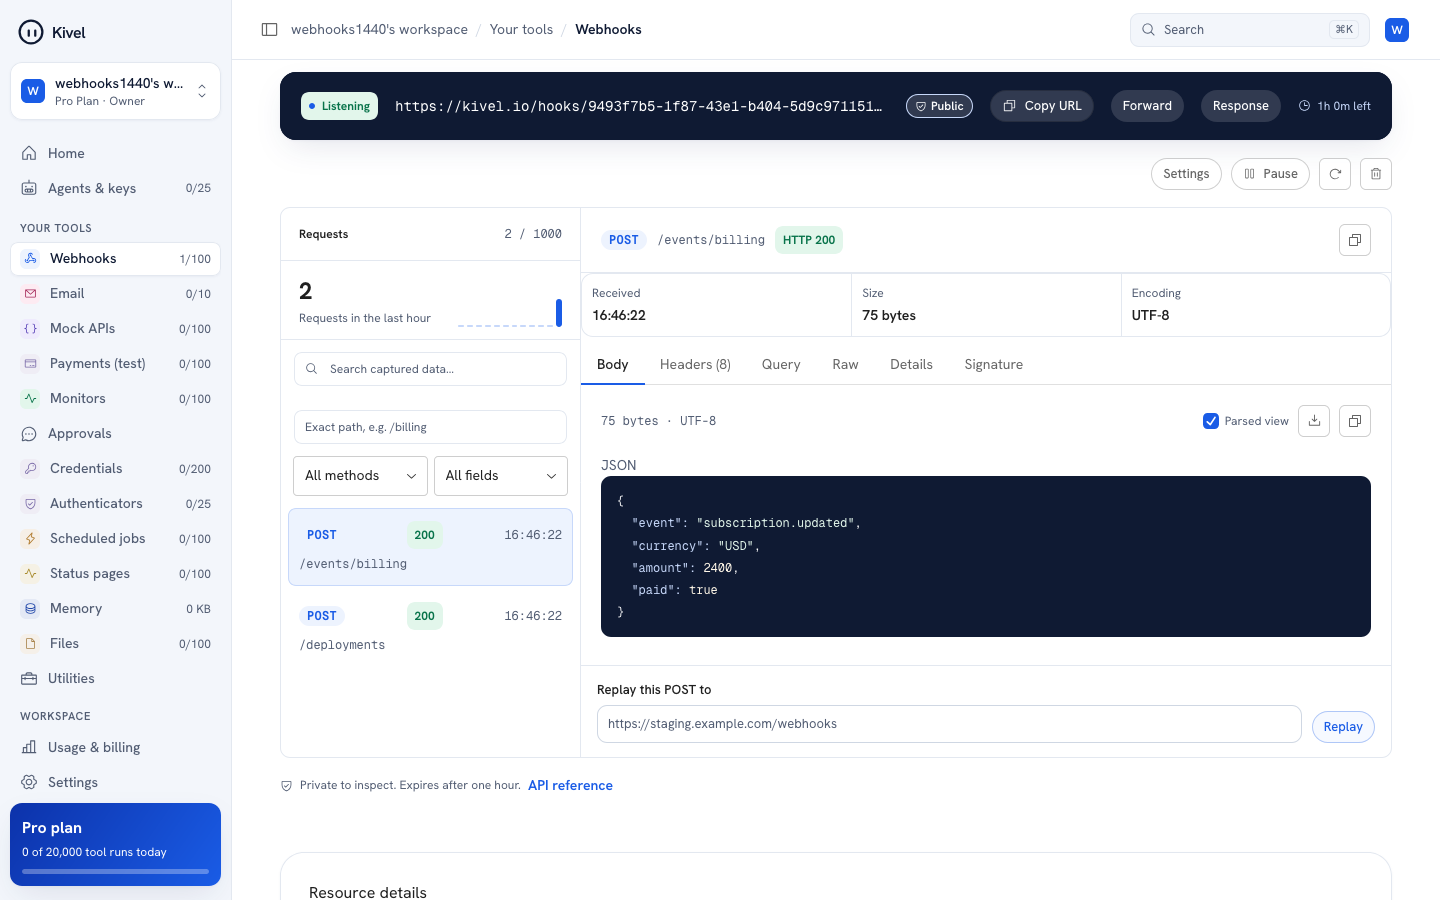 Kivel
webhooks1440's workspace / Your tools / Webhooks
Search ⌘K
W
W
webhooks1440's w...
Pro Plan · Owner
Home
Agents & keys 0/25
YOUR TOOLS
Webhooks 1/100
Email 0/10
Mock APIs 0/100
Payments (test) 0/100
Monitors 0/100
Approvals
Credentials 0/200
Authenticators 0/25
Scheduled jobs 0/100
Status pages 0/100
Memory 0 KB
Files 0/100
Utilities
WORKSPACE
Usage & billing
Settings
Pro plan
0 of 20,000 tool runs today
Listening https://kivel.io/hooks/9493f7b5-1f87-43e1-b404-5d9c971151… Public Copy URL Forward Response 1h 0m left
Settings Pause
Requests 2 / 1000
2
Requests in the last hour
Search captured data...
Exact path, e.g. /billing
All methods All fields
POST 200 16:46:22
/events/billing
POST 200 16:46:22
/deployments
POST /events/billing HTTP 200
Received Size Encoding
16:46:22 75 bytes UTF-8
Body Headers (8) Query Raw Details Signature
75 bytes · UTF-8 Parsed view
JSON
{
"event": "subscription.updated",
"currency": "USD",
"amount": 2400,
"paid": true
}
Replay this POST to
https://staging.example.com/webhooks Replay
Private to inspect. Expires after one hour. API reference
Resource details